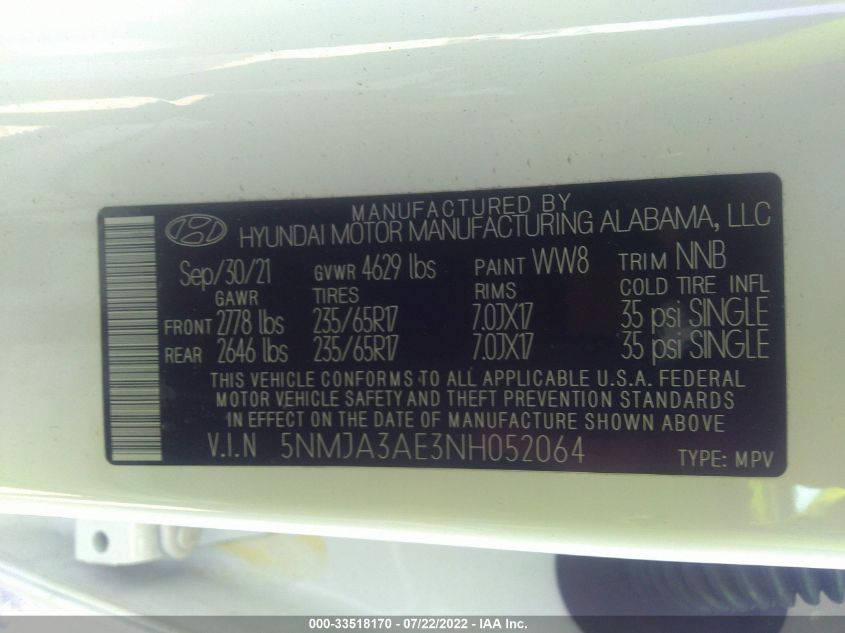 MANUFACTURED BY
HYUNDAI MOTOR MANUFACTURING ALABAMA, LLC
Sep/30/21 GVWR 4629 lbs PAINT WW8 TRIM NNB
GAWR TIRES RIMS COLD TIRE INFL
FRONT 2778 lbs 235/65R17 7.0JX17 35 psi SINGLE
REAR 2646 lbs 235/65R17 7.0JX17 35 psi SINGLE
THIS VEHICLE CONFORMS TO ALL APPLICABLE U.S.A. FEDERAL
MOTOR VEHICLE SAFETY AND THEFT PREVENTION STANDARDS
IN EFFECT ON THE DATE OF MANUFACTURE SHOWN ABOVE
V.I.N 5NMJA3AE3NH052064 TYPE: MPV
000-33518170 - 07/22/2022 - IAA Inc.